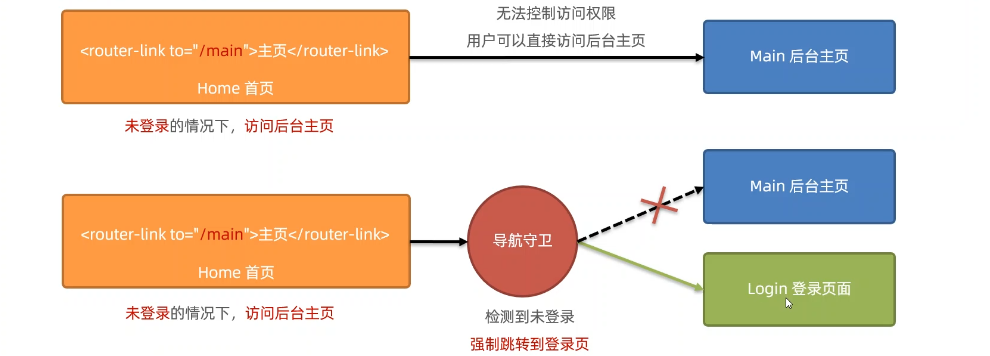 无法控制访问权限
用户可以直接访问后台主页
<router-link to="/main">主页</router-link>
Home 首页
Main 后台主页
未登录的情况下，访问后台主页
<router-link to="/main">主页</router-link>
Home 首页
导航守卫
Main 后台主页
Login 登录页面
未登录的情况下，访问后台主页
检测到未登录
强制跳转到登录页